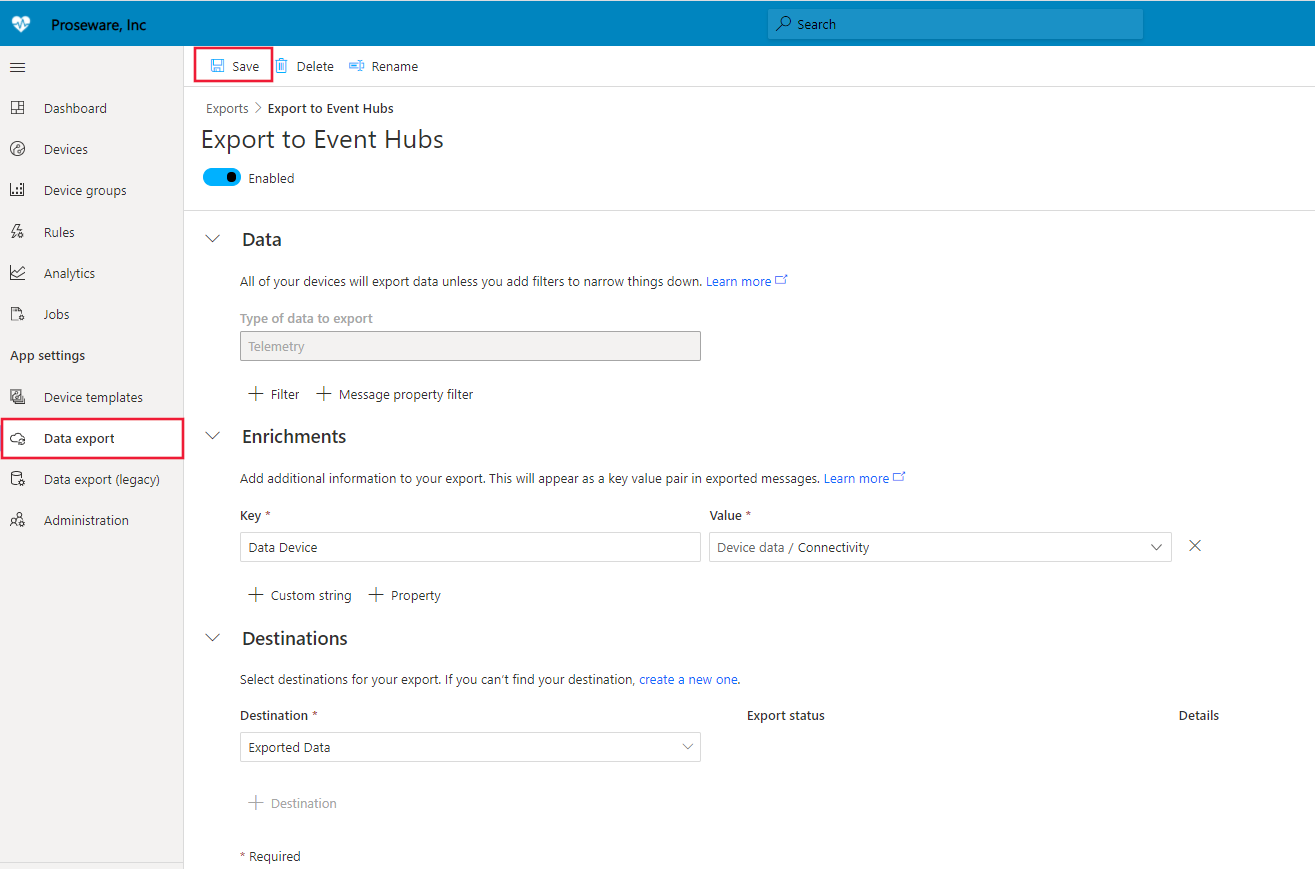 Proseware, Inc
Search
Save Delete Rename
Dashboard
Devices
Device groups
Rules
Analytics
Jobs
App settings
Device templates
Data export
Data export (legacy)
Administration
Exports > Export to Event Hubs
Export to Event Hubs
Enabled
Data
All of your devices will export data unless you add filters to narrow things down. Learn more
Type of data to export
Telemetry
+ Filter + Message property filter
Enrichments
Add additional information to your export. This will appear as a key value pair in exported messages. Learn more
Key * Value *
Data Device Device data / Connectivity
+ Custom string + Property
Destinations
Select destinations for your export. If you can't find your destination, create a new one.
Destination * Export status Details
Exported Data
+ Destination
* Required